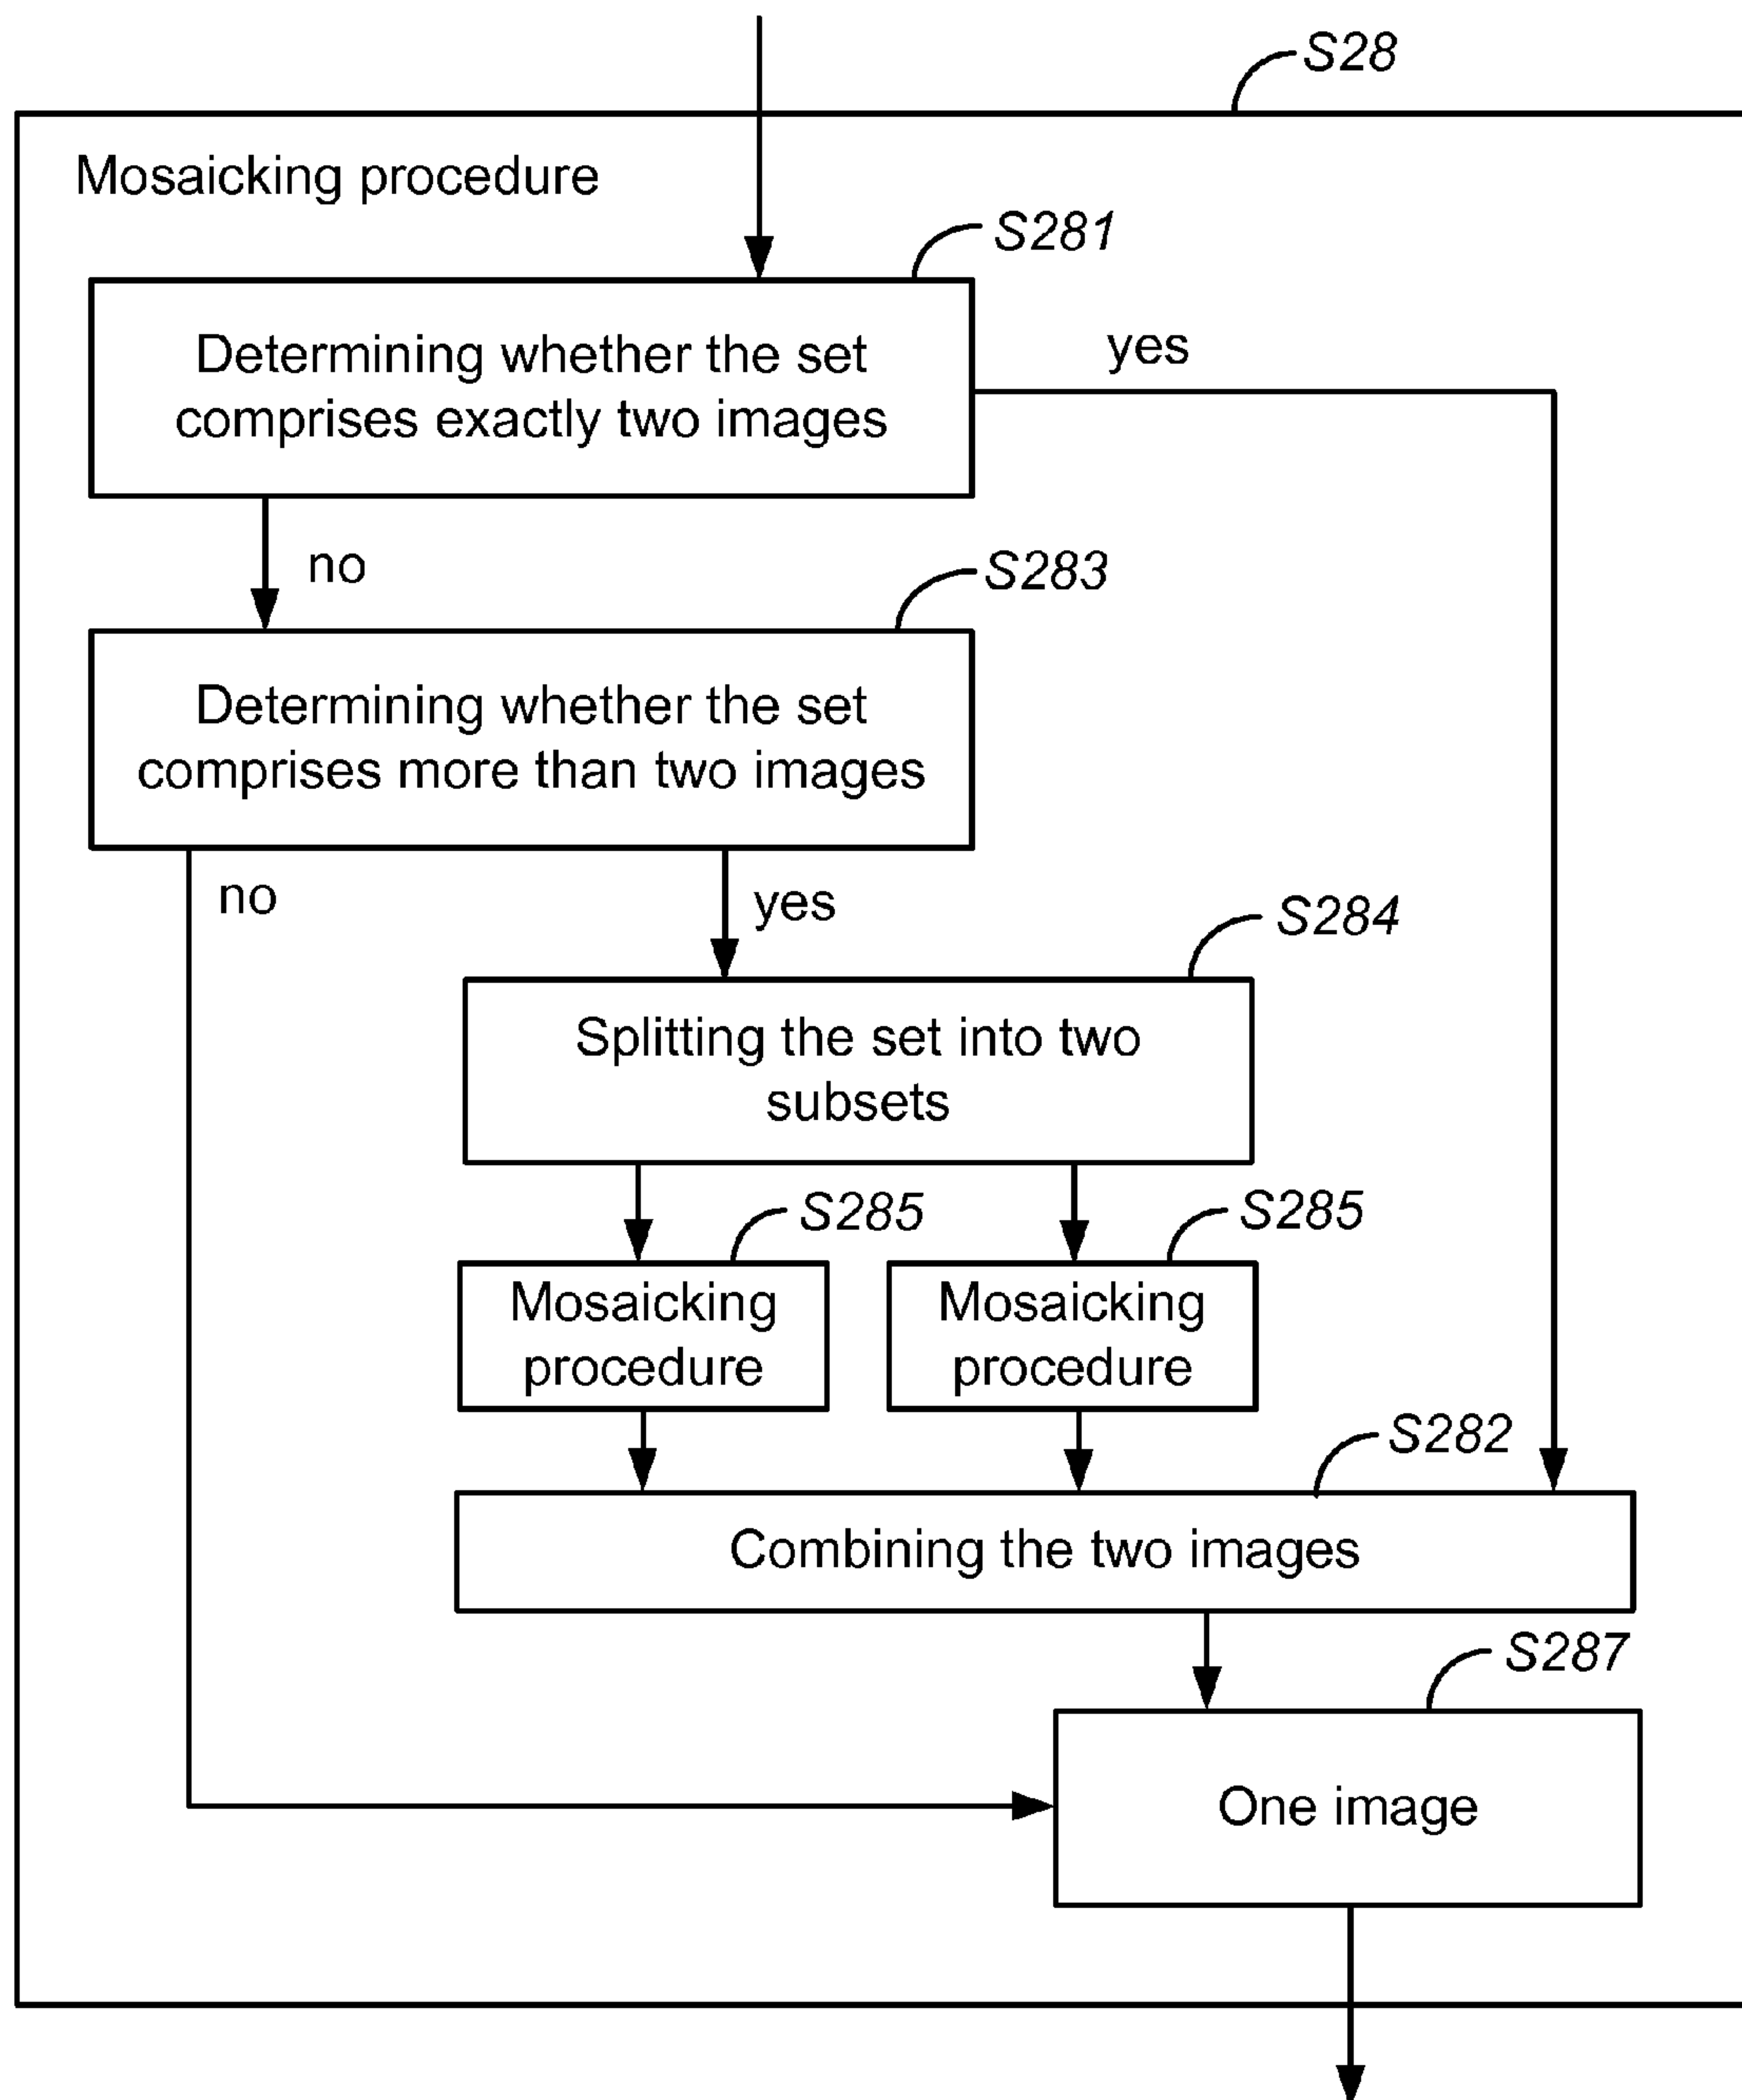 S28
Mosaicking procedure
S281
Determining whether the set
comprises exactly two images
yes
no
S283
Determining whether the set
comprises more than two images
no
yes
S284
Splitting the set into two
subsets
S285
S285
Mosaicking
procedure
Mosaicking
procedure
S282
Combining the two images
S287
One image